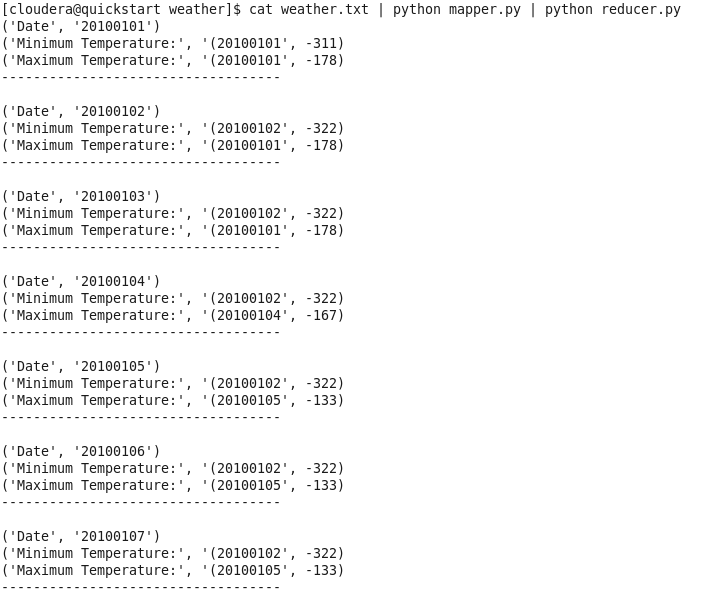 [cloudera@quickstart weather]$ cat weather.txt | python mapper.py | python reducer.py
('Date', '20100101')
('Minimum Temperature:', '(20100101', -311)
('Maximum Temperature:', '(20100101', -178)
-----------------------------------
('Date', '20100102')
('Minimum Temperature:', '(20100102', -322)
('Maximum Temperature:', '(20100101', -178)
-----------------------------------
('Date', '20100103')
('Minimum Temperature:', '(20100102', -322)
('Maximum Temperature:', '(20100101', -178)
-----------------------------------
('Date', '20100104')
('Minimum Temperature:', '(20100102', -322)
('Maximum Temperature:', '(20100104', -167)
-----------------------------------
('Date', '20100105')
('Minimum Temperature:', '(20100102', -322)
('Maximum Temperature:', '(20100105', -133)
-----------------------------------
('Date', '20100106')
('Minimum Temperature:', '(20100102', -322)
('Maximum Temperature:', '(20100105', -133)
-----------------------------------
('Date', '20100107')
('Minimum Temperature:', '(20100102', -322)
('Maximum Temperature:', '(20100105', -133)
-----------------------------------